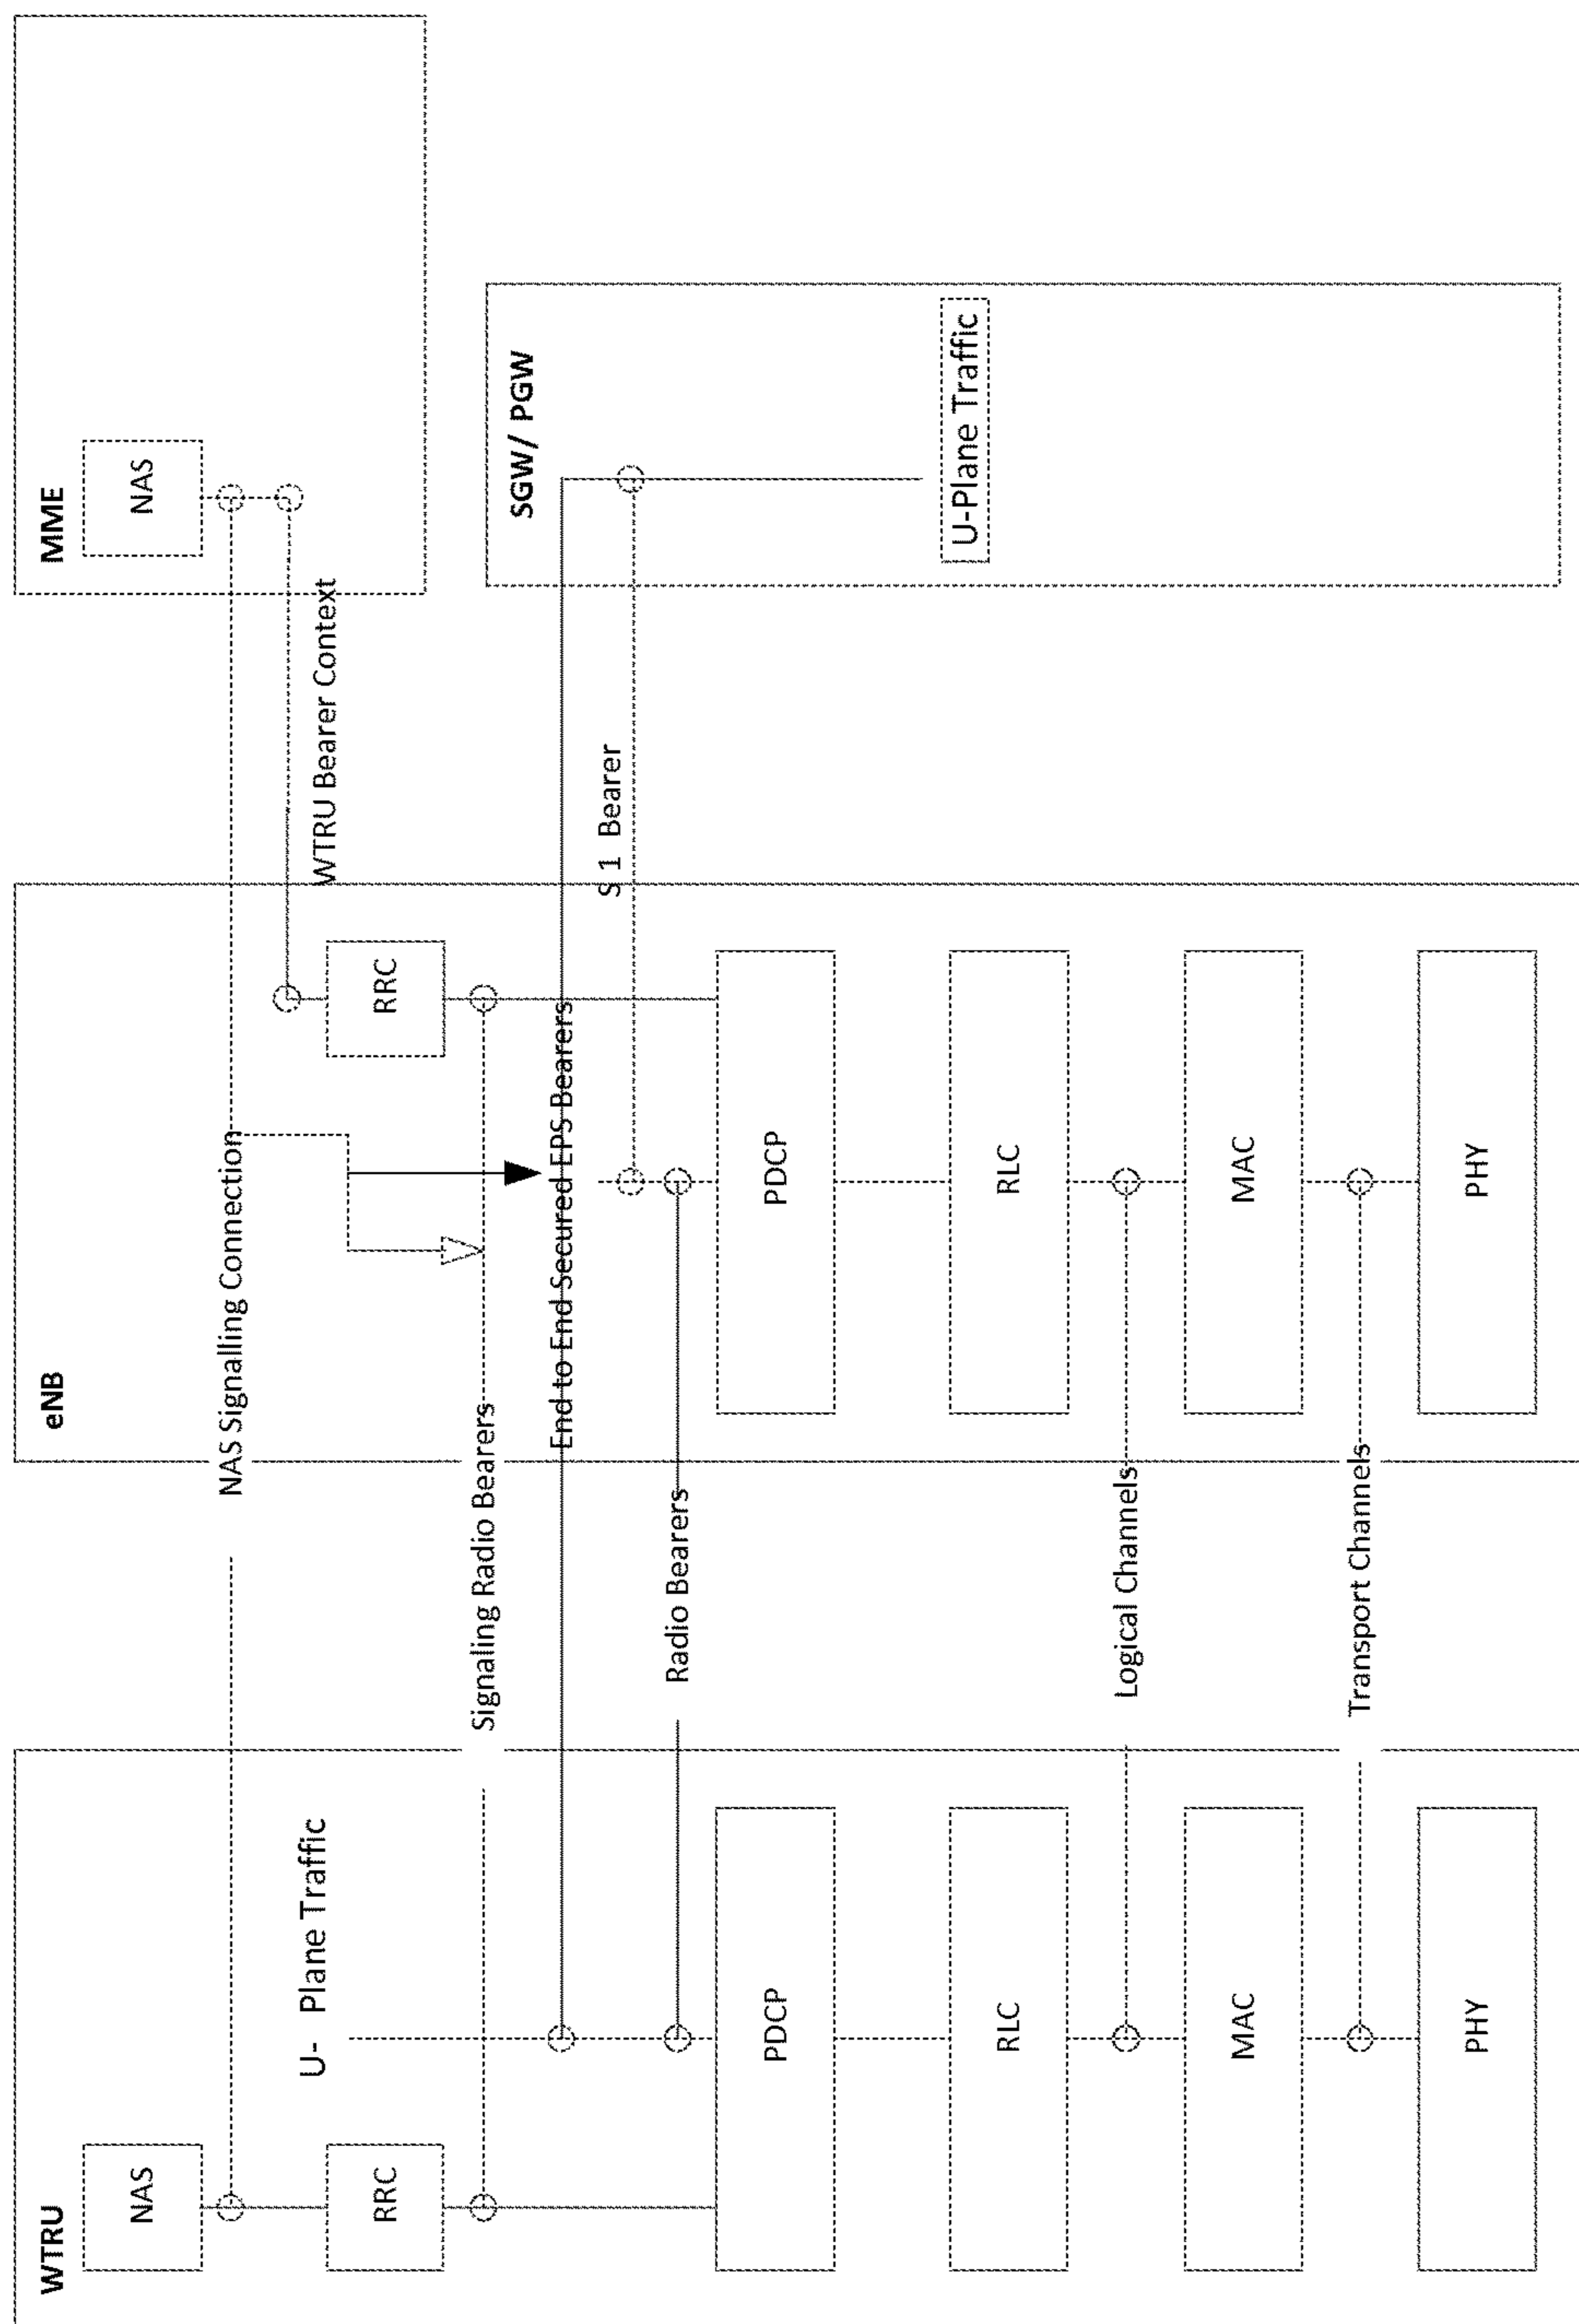 WTRU
NAS
RRC
U- Plane Traffic
PDCP
RLC
MAC
PHY
NAS Signalling Connection
Signaling Radio Bearers
End to End Secured EPS Bearers
Radio Bearers
Logical Channels
Transport Channels
eNB
RRC
PDCP
RLC
MAC
PHY
WTRU Bearer Context
S 1 Bearer
MME
NAS
SGW/ PGW
U-Plane Traffic